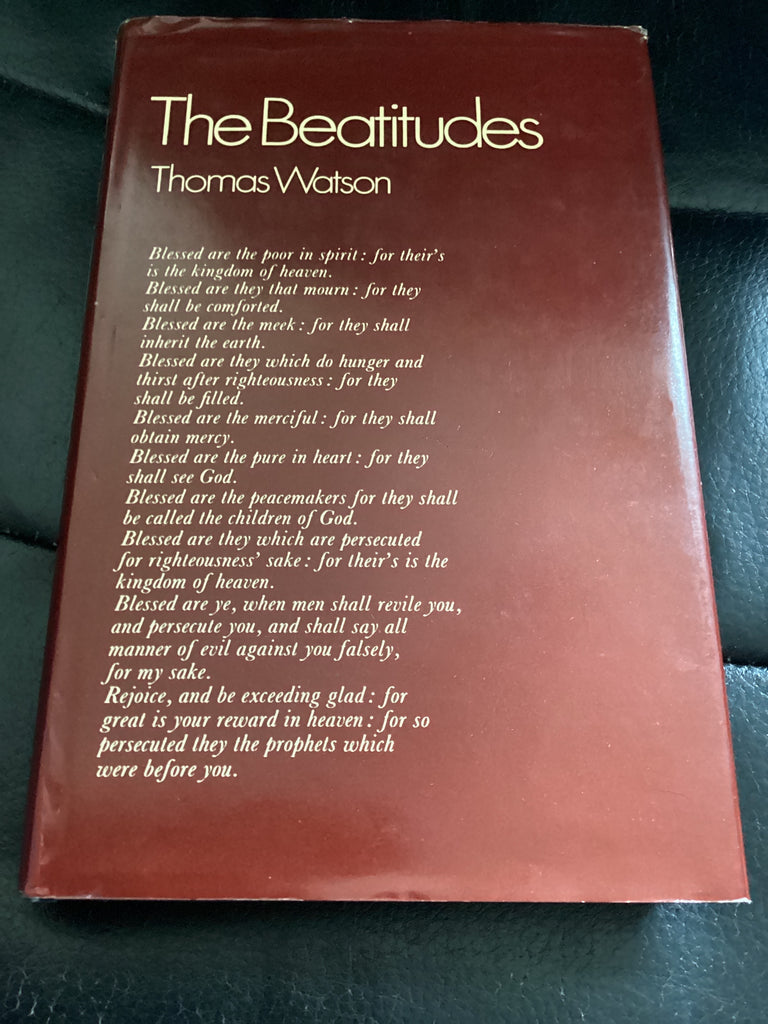 The Beatitudes
Thomas Watson
Blessed are the poor in spirit : for their's
is the kingdom of heaven.
Blessed are they that mourn : for they
shall be comforted.
Blessed are the meek : for they shall
inherit the earth.
Blessed are they which do hunger and
thirst after righteousness : for they
shall be filled.
Blessed are the merciful : for they shall
obtain mercy.
Blessed are the pure in heart : for they
shall see God.
Blessed are the peacemakers for they shall
be called the children of God.
Blessed are they which are persecuted
for righteousness' sake : for their's is the
kingdom of heaven.
Blessed are ye, when men shall revile you,
and persecute you, and shall say all
manner of evil against you falsely,
for my sake.
Rejoice, and be exceeding glad : for
great is your reward in heaven : for so
persecuted they the prophets which
were before you.